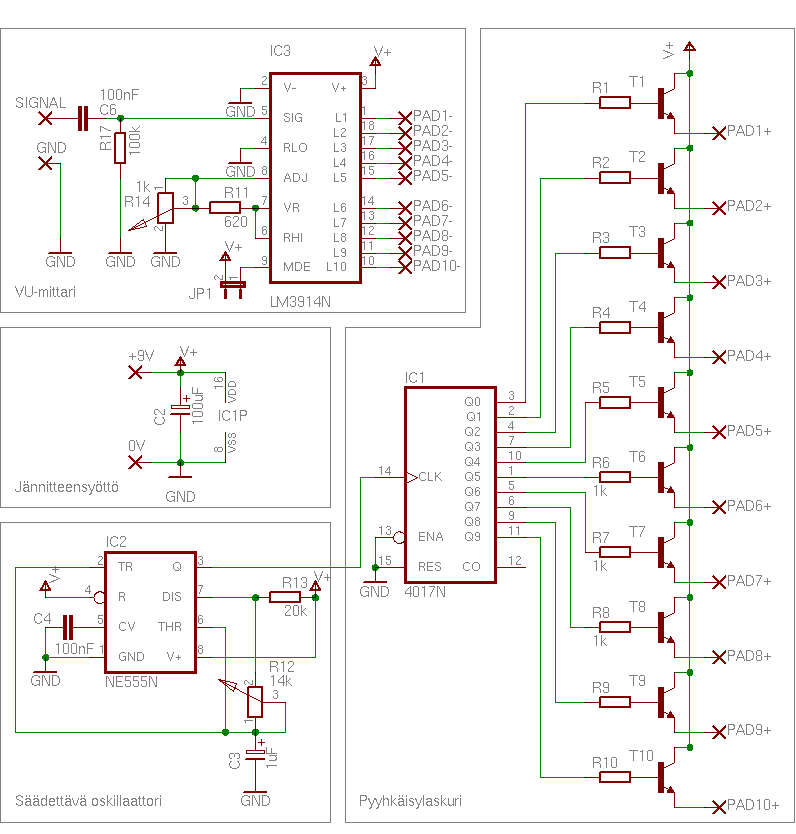 IC3
V+
SIGNAL
100nF
C6
R17
100k
GND
GND
GND
GND
GND
GND
1k
R14
1
2
3
R11
620
V+
JP1
2
1
2
5
4
8
7
6
9
V-
SIG
RLO
ADJ
VR
RHI
MDE
V+
L1
L2
L3
L4
L5
L6
L7
L8
L9
L10
3
1
18
17
16
15
14
13
12
11
10
PAD1-
PAD2-
PAD3-
PAD4-
PAD5-
PAD6-
PAD7-
PAD8-
PAD9-
PAD10-
LM3914N
VU-mittari
+9V
V+
C2
100uF
16
VDD
IC1P
8
VSS
0V
GND
Jännitteensyöttö
IC2
V+
2
4
5
1
TR
R
CV
GND
Q
DIS
THR
V+
3
7
6
8
NE555N
C4
100nF
GND
R13
20k
V+
R12
14k
2
3
1
C3
1uF
GND
Säädettävä oskillaattori
IC1
14
13
15
CLK
ENA
RES
Q0
Q1
Q2
Q3
Q4
Q5
Q6
Q7
Q8
Q9
CO
3
2
4
7
10
1
5
6
9
11
12
GND
4017N
V+
R1
T1
PAD1+
R2
T2
PAD2+
R3
T3
PAD3+
R4
T4
PAD4+
R5
T5
PAD5+
R6
1k
T6
PAD6+
R7
1k
T7
PAD7+
R8
1k
T8
PAD8+
R9
T9
PAD9+
R10
T10
PAD10+
Pyyhkäisylaskuri